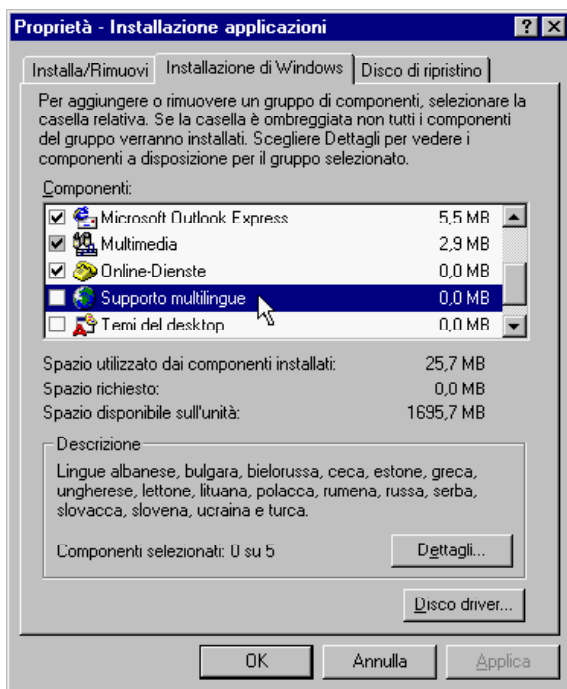 Proprietà - Installazione applicazioni
Installa/Rimuovi
Installazione di Windows
Disco di ripristino
Per aggiungere o rimuovere un gruppo di componenti, selezionare la
casella relativa. Se la casella è ombreggiata non tutti i componenti
del gruppo verranno installati. Scegliere Dettagli per vedere i
componenti a disposizione per il gruppo selezionato.
Componenti:
Microsoft Outlook Express 5,5 MB
Multimedia 2,9 MB
Online-Dienste 0,0 MB
Supporto multilingue 0,0 MB
Temi del desktop 0,0 MB
Spazio utilizzato dai componenti installati: 25,7 MB
Spazio richiesto: 0,0 MB
Spazio disponibile sull'unità: 1695,7 MB
Descrizione
Lingue albanese, bulgara, bielorussa, ceca, estone, greca,
ungherese, lettone, lituana, polacca, rumena, russa, serba,
slovacca, slovena, ucraina e turca.
Componenti selezionati: 0 su 5
Dettagli...
Disco driver...
OK
Annulla
Applica